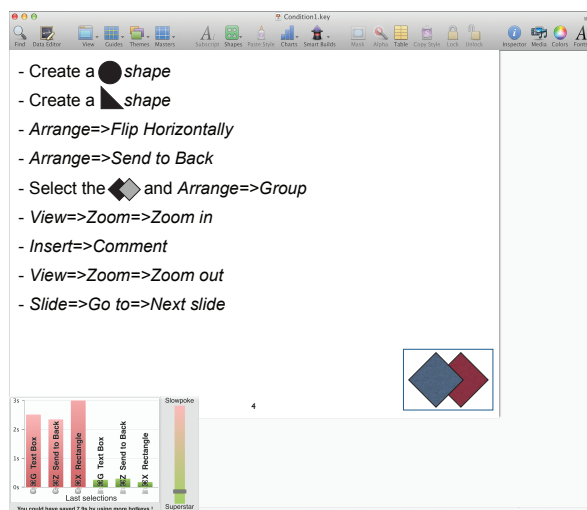 Condition1.key
Find Data Editor View Guides Themes Masters Subscript Shapes Paste Style Charts Smart Builds Mask Alpha Table Copy Style Lock Unlock Inspector Media Colors Fonts
- Create a shape
- Create a shape
- Arrange=>Flip Horizontally
- Arrange=>Send to Back
- Select the and Arrange=>Group
- View=>Zoom=>Zoom in
- Insert=>Comment
- View=>Zoom=>Zoom out
- Slide=>Go to=>Next slide
4
3s
2s
1s
0s
⌘G Text Box
⌘Z Send to Back
⌘X Rectangle
⌘G Text Box
⌘Z Send to Back
⌘X Rectangle
Last selections
You could have saved 7.9s by using more hotkeys !
Slowpoke
Superstar